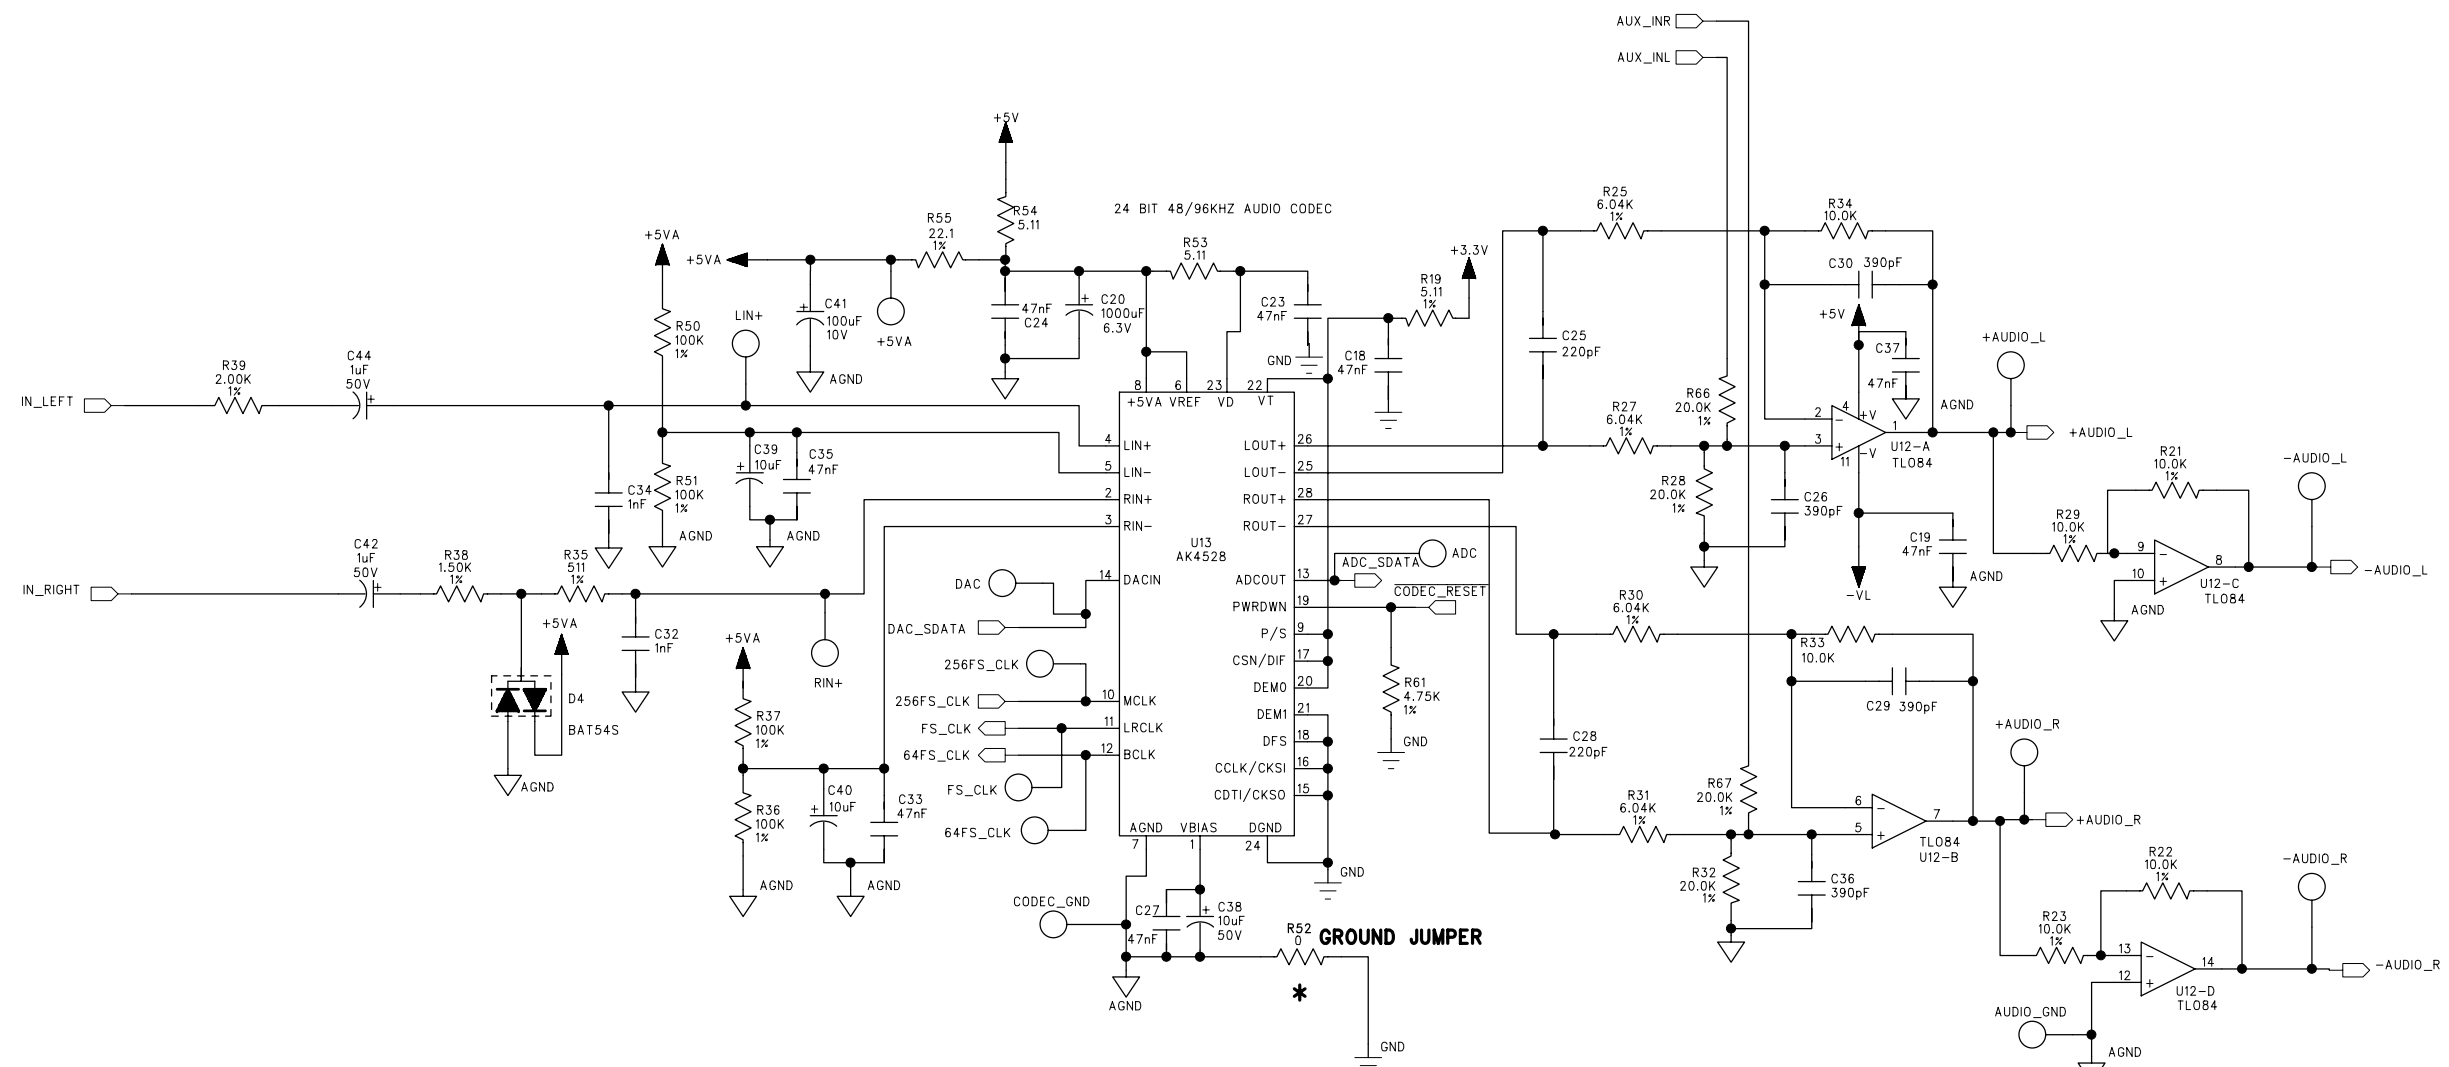 AUX_INR
AUX_INL
+5V
24 BIT 48/96KHZ AUDIO CODEC
R55
22.1
1%
R54
5.11
+5VA
+5VA
R53
5.11
+3.3V
R19
5.11
1%
R25
6.04K
1%
R34
10.0K
C30 390pF
C41
100uF
10V
+5VA
AGND
47nF
C24
C20
1000uF
6.3V
C23
47nF
GND
C18
47nF
C25
220pF
+5V
C37
47nF
AGND
+AUDIO_L
+AUDIO_L
LIN+
R50
100K
1%
IN_LEFT
R39
2.00K
1%
C44
1uF
50V
+
C34
1nF
R51
100K
1%
AGND
C39
10uF
+
C35
47nF
AGND
8
6
23
22
+5VA
VREF
VD
VT
4
LIN+
5
LIN-
2
RIN+
3
RIN-
U13
AK4528
14
DACIN
10
MCLK
11
LRCLK
12
BCLK
LOUT+
26
LOUT-
25
ROUT+
28
ROUT-
27
ADCOUT
13
PWRDWN
19
P/S
9
CSN/DIF
17
DEM0
20
DEM1
21
DFS
18
CCLK/CKSI
16
CDTI/CKSO
15
AGND
VBIAS
DGND
7
1
24
R27
6.04K
1%
R66
20.0K
1%
R28
20.0K
1%
C26
390pF
2
3
4
+V
-V
11
1
U12-A
TL084
C19
47nF
AGND
-VL
R21
10.0K
1%
R29
10.0K
1%
9
10
8
U12-C
TL084
AGND
-AUDIO_L
-AUDIO_L
IN_RIGHT
C42
1uF
50V
+
R38
1.50K
1%
R35
511
1%
+5VA
D4
BAT54S
AGND
C32
1nF
RIN+
+5VA
R37
100K
1%
R36
100K
1%
AGND
C40
10uF
+
C33
47nF
AGND
DAC
DAC_SDATA
256FS_CLK
256FS_CLK
FS_CLK
64FS_CLK
FS_CLK
64FS_CLK
ADC
ADC_SDATA
CODEC_RESET
R61
4.75K
1%
GND
GND
R30
6.04K
1%
R33
10.0K
C29 390pF
C28
220pF
R31
6.04K
1%
R67
20.0K
1%
R32
20.0K
1%
C36
390pF
6
5
7
TL084
U12-B
+AUDIO_R
+AUDIO_R
R22
10.0K
1%
R23
10.0K
1%
13
12
14
U12-D
TL084
-AUDIO_R
-AUDIO_R
AUDIO_GND
AGND
CODEC_GND
C27
47nF
+
C38
10uF
50V
AGND
R52
0
GROUND JUMPER
*
GND